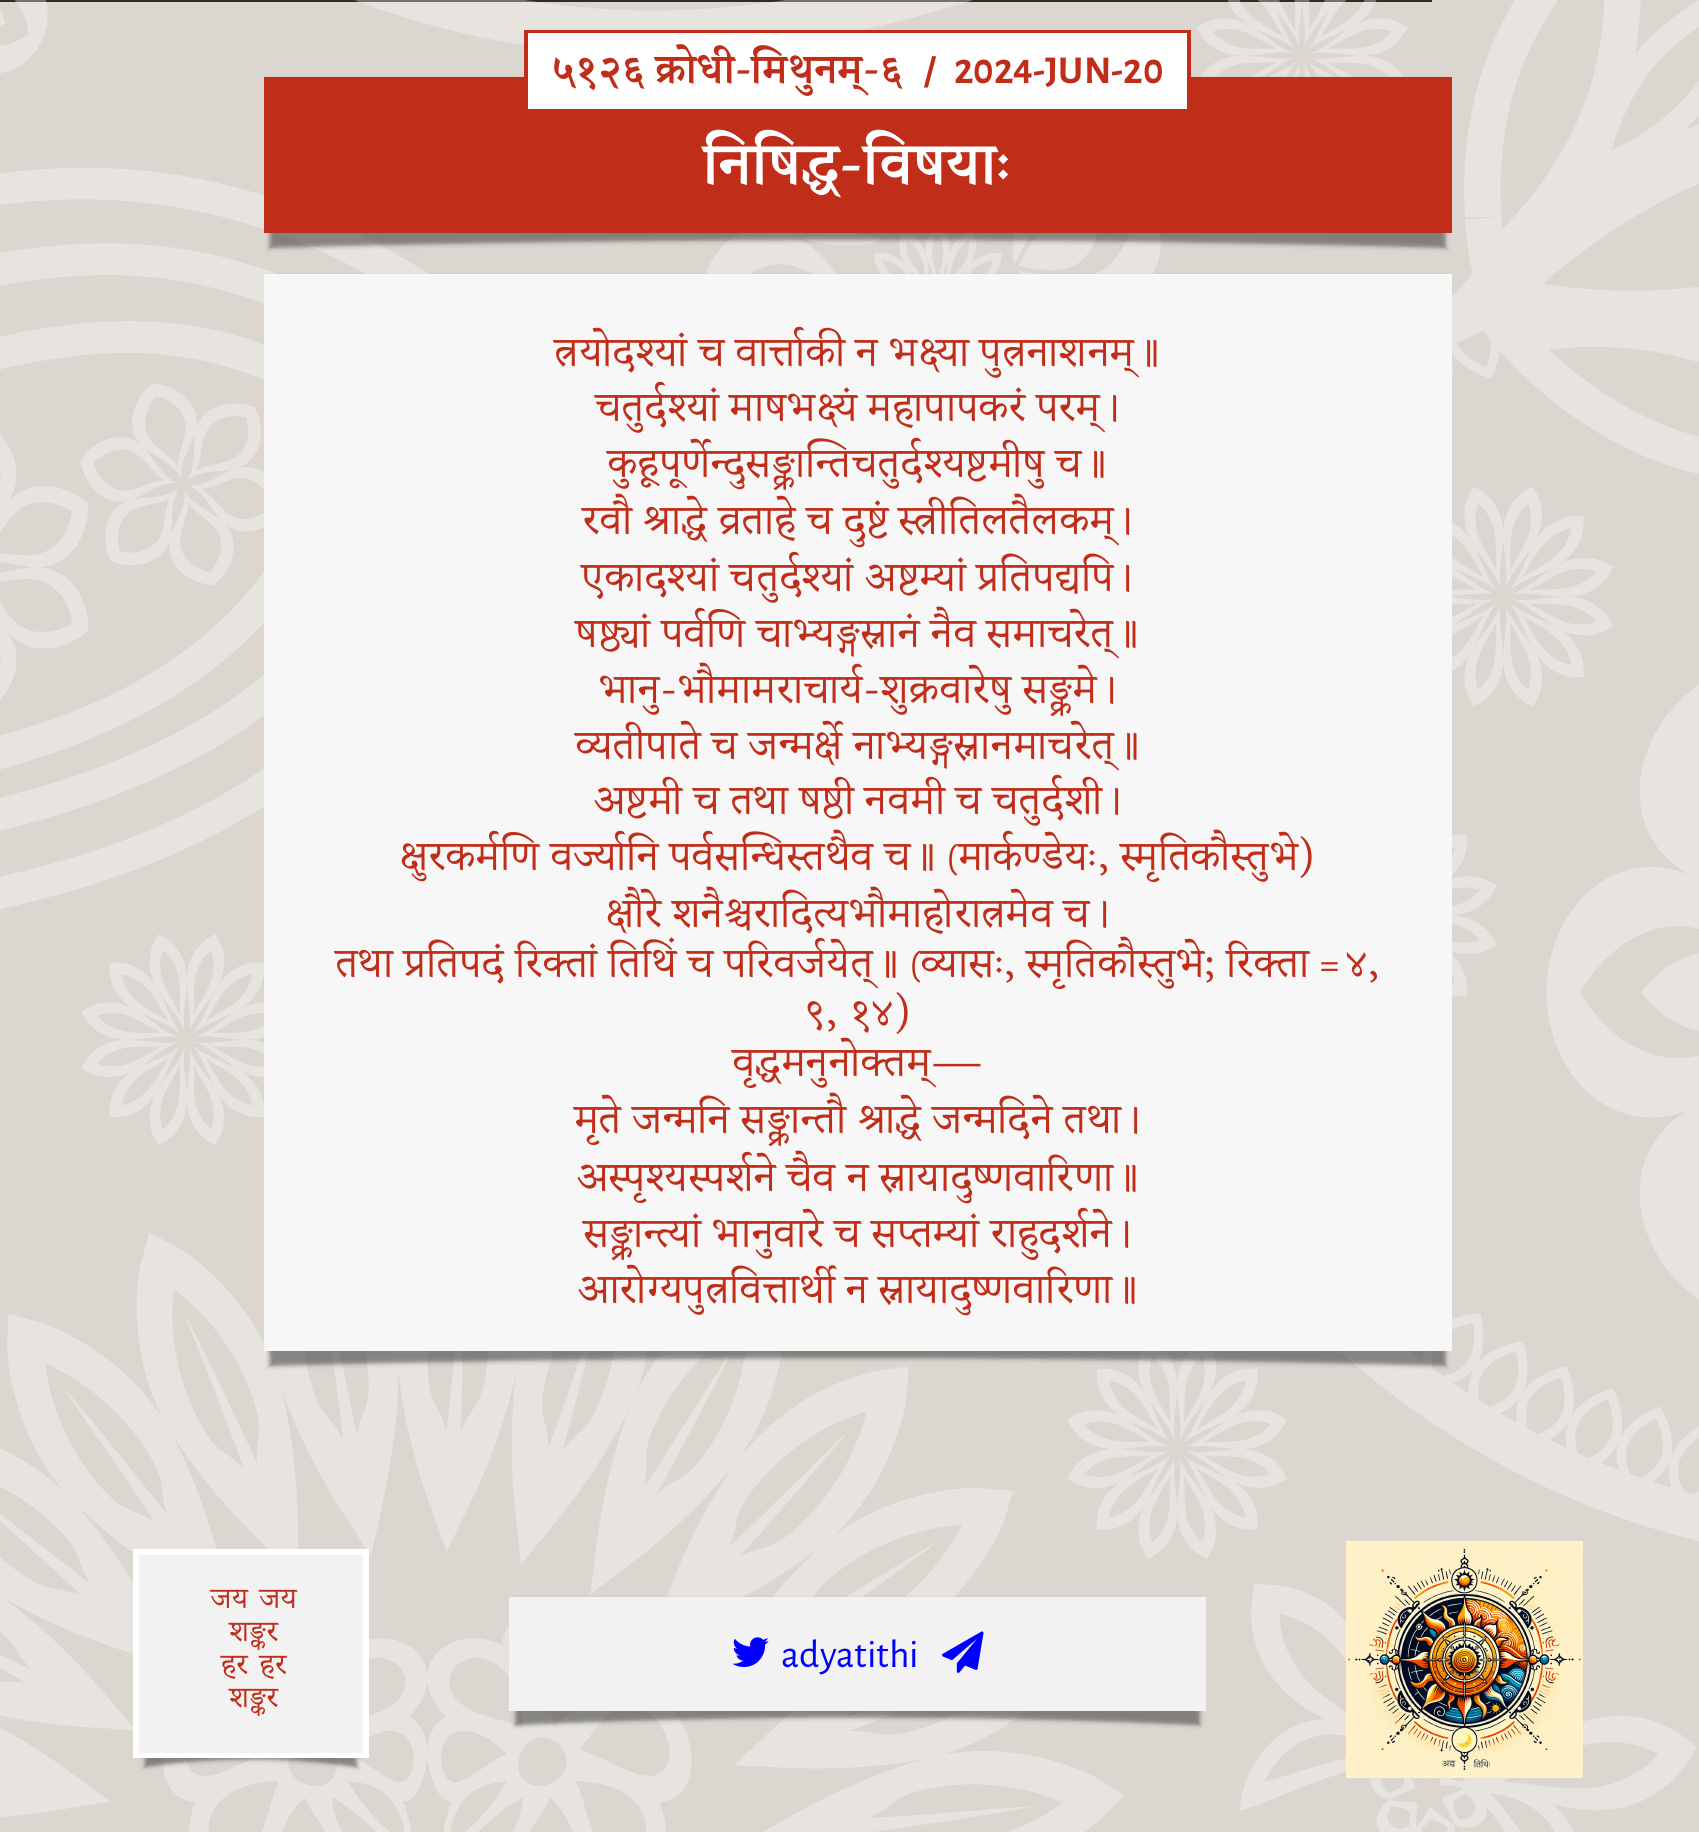 ५१२६ क्रोधी-मिथुनम्-६ / 2024-JUN-20
निषिद्ध-विषयाः
त्रयोदश्यां च वार्त्ताकी न भक्ष्या पुत्रनाशनम्॥
चतुर्दश्यां माषभक्ष्यं महापापकरं परम्।
कुहूपूर्णेन्दुसङ्क्रान्तिचतुर्दश्यष्टमीषु च॥
रवौ श्राद्धे व्रताहे च दुष्टं स्त्रीतिलतैलकम्।
एकादश्यां चतुर्दश्यां अष्टम्यां प्रतिपद्यपि।
षष्ठ्यां पर्वणि चाभ्यङ्गस्नानं नैव समाचरेत्॥
भानु-भौमामराचार्य-शुक्रवारेषु सङ्क्रमे।
व्यतीपाते च जन्मर्क्षे नाभ्यङ्गस्नानमाचरेत्॥
अष्टमी च तथा षष्ठी नवमी च चतुर्दशी।
क्षुरकर्मणि वर्ज्यानि पर्वसन्धिस्तथैव च॥ (मार्कण्डेयः, स्मृतिकौस्तुभे)
क्षौरे शनैश्चरादित्यभौमाहोरात्रमेव च।
तथा प्रतिपदं रिक्तां तिथिं च परिवर्जयेत्॥ (व्यासः, स्मृतिकौस्तुभे; रिक्ता = ४,
९, १४)
वृद्धमनुनोक्तम्—
मृते जन्मनि सङ्क्रान्तौ श्राद्धे जन्मदिने तथा।
अस्पृश्यस्पर्शने चैव न स्नायादुष्णवारिणा॥
सङ्क्रान्त्यां भानुवारे च सप्तम्यां राहुदर्शने।
आरोग्यपुत्रवित्तार्थी न स्नायादुष्णवारिणा॥
जय जय
शङ्कर
हर हर
शङ्कर
adyatithi
अद्य तिथिः